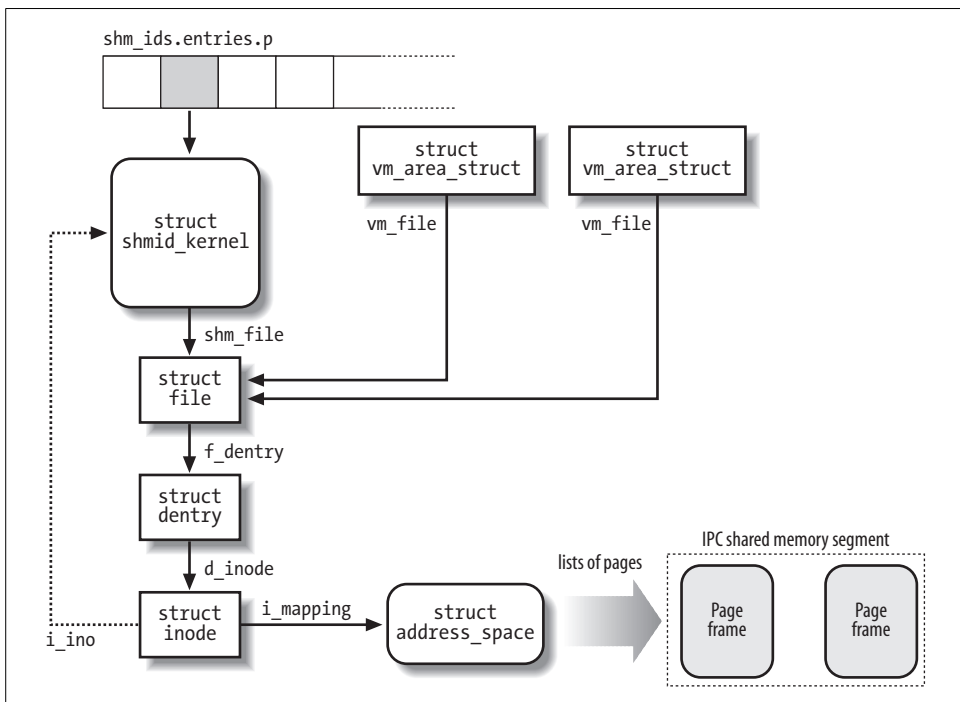 shm_ids.entries.p
struct
vm_area_struct
struct
vm_area_struct
struct
shmid_kernel
vm_file
vm_file
shm_file
struct
file
f_dentry
struct
dentry
d_inode
struct
inode
i_mapping
i_ino
struct
address_space
lists of pages
IPC shared memory segment
Page
frame
Page
frame